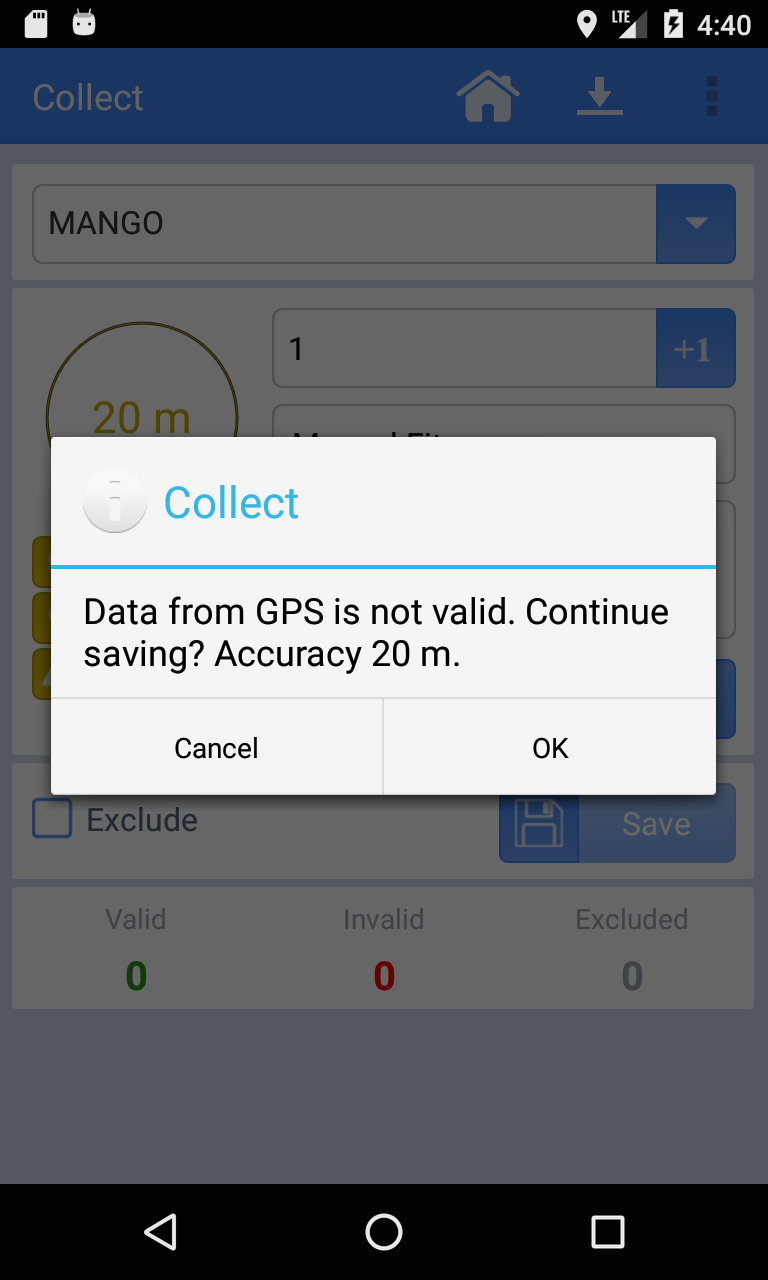 LTE 4:40
Collect
MANGO
1 +1
20 m
Collect
Data from GPS is not valid. Continue
saving? Accuracy 20 m.
Cancel OK
Exclude Save
Valid Invalid Excluded
0 0 0